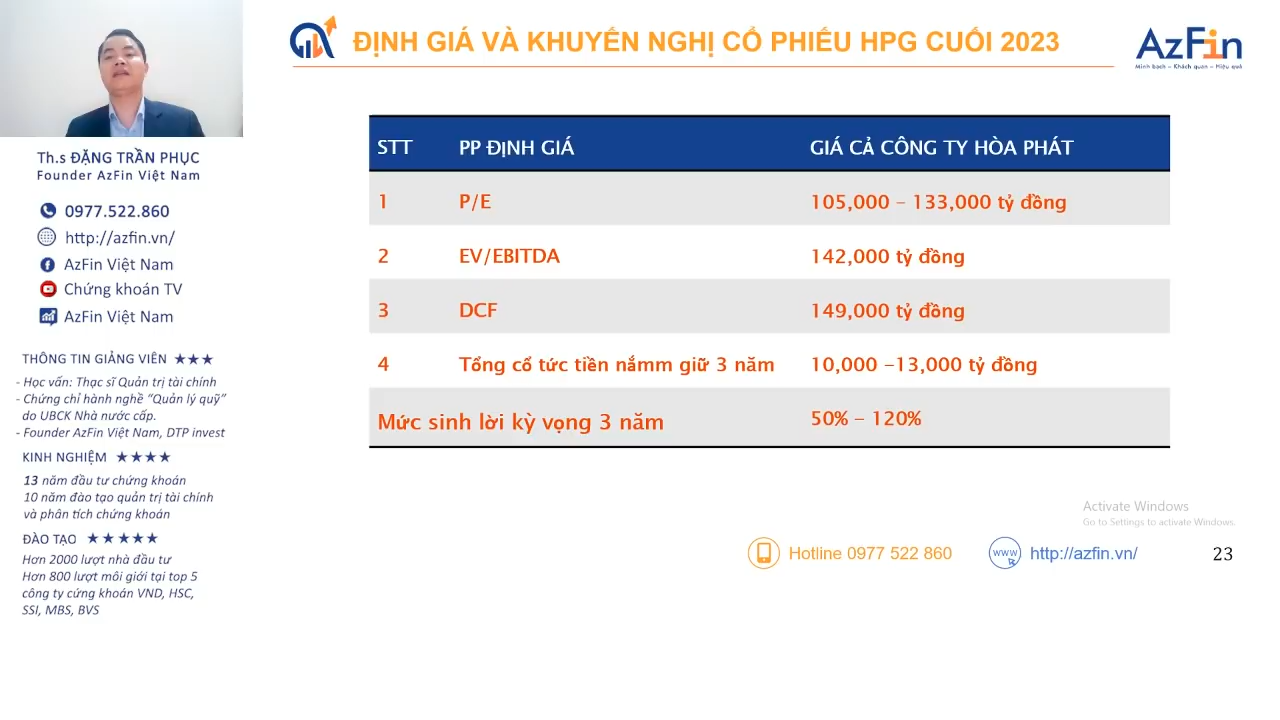 ĐỊNH GIÁ VÀ KHUYẾN NGHỊ CỔ PHIẾU HPG CUỐI 2023
AzFin
Minh bạch – Khách quan – Hiệu quả
Th.s ĐẶNG TRẦN PHỤC
Founder AzFin Việt Nam
0977.522.860
http://azfin.vn/
AzFin Việt Nam
Chứng khoán TV
AzFin Việt Nam
THÔNG TIN GIẢNG VIÊN ★★★
- Học vấn: Thạc sĩ Quản trị tài chính
- Chứng chỉ hành nghề “Quản lý quỹ”
do UBCK Nhà nước cấp.
- Founder AzFin Việt Nam, DTP invest
KINH NGHIỆM ★★★★
13 năm đầu tư chứng khoán
10 năm đào tạo quản trị tài chính
và phân tích chứng khoán
ĐÀO TẠO ★★★★★
Hơn 2000 lượt nhà đầu tư
Hơn 800 lượt môi giới tại top 5
công ty cứng khoán VND, HSC,
SSI, MBS, BVS
STT PP ĐỊNH GIÁ GIÁ CẢ CÔNG TY HÒA PHÁT
1 P/E 105,000 – 133,000 tỷ đồng
2 EV/EBITDA 142,000 tỷ đồng
3 DCF 149,000 tỷ đồng
4 Tổng cổ tức tiền nắmm giữ 3 năm 10,000 –13,000 tỷ đồng
Mức sinh lời kỳ vọng 3 năm 50% – 120%
Activate Windows
Go to Settings to activate Windows.
Hotline 0977 522 860 www http://azfin.vn/ 23